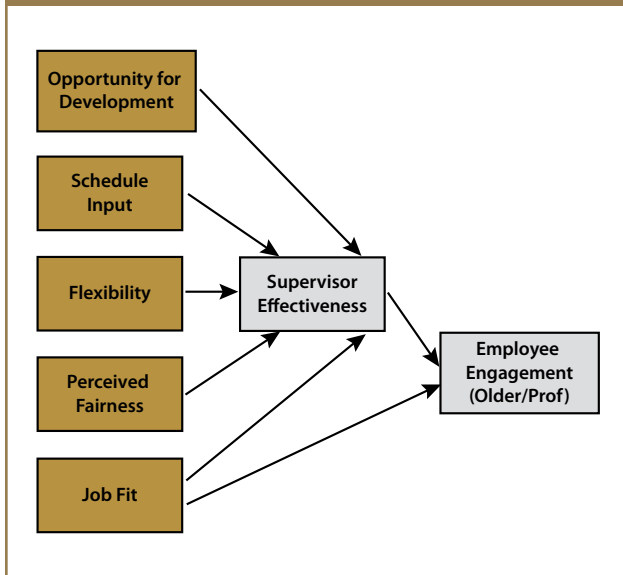 Opportunity for
Development
Schedule
Input
Flexibility
Supervisor
Effectiveness
Perceived
Fairness
Employee
Engagement
(Older/Prof)
Job Fit